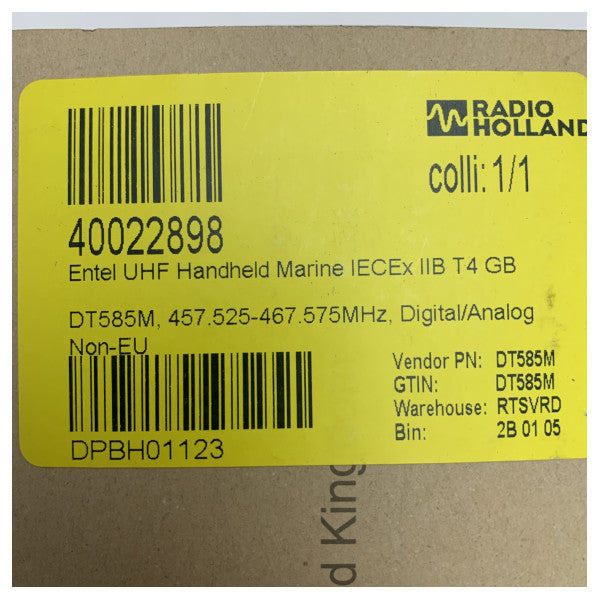 RADIO
HOLLAND
colli: 1/1
40022898
Entel UHF Handheld Marine IECEx IIB T4 GB
DT585M, 457.525-467.575MHz, Digital/Analog
Non-EU
Vendor PN: DT585M
GTIN: DT585M
Warehouse: RTSVRD
Bin: 2B 01 05
DPBH01123
d King